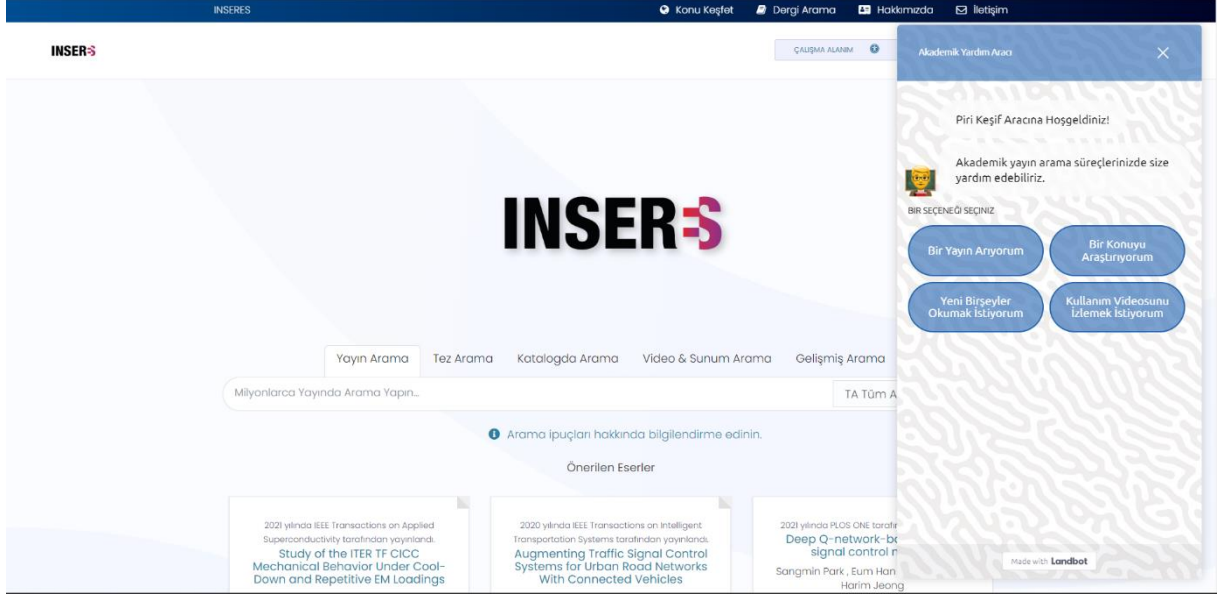 INSERES
Konu Keşfet
Dergi Arama
Hakkımızda
İletişim
INSERS
ÇALIŞMA ALANIM
INSERS
Yayın Arama
Tez Arama
Katalogda Arama
Video & Sunum Arama
Gelişmiş Arama
Milyonlarca Yayında Arama Yapın...
TA Tüm A
Arama ipuçları hakkında bilgilendirme edinin.
Önerilen Eserler
2021 yılında IEEE Transactions on Applied
Superconductivity tarafından yayınlandı.
Study of the ITER TF CICC
Mechanical Behavior Under Cool-
Down and Repetitive EM Loadings
2020 yılında IEEE Transactions on Intelligent
Transportation Systems tarafından yayınlandı.
Augmenting Traffic Signal Control
Systems for Urban Road Networks
With Connected Vehicles
2021 yılında PLOS ONE
Deep Q-network-
signal control
Sangmin Park , Eum Han
Harim Jeong
Akademik Yardım Aracı
Piri Keşif Aracına Hoşgeldiniz!
Akademik yayın arama süreçlerinizde size
yardım edebiliriz.
BIR SEÇENEĞI SEÇINIZ
Bir Yayın Arıyorum
Bir Konuyu
Araştırıyorum
Yeni Birşeyler
Okumak İstiyorum
Kullanım Videosunu
İzlemek İstiyorum
Made with Landbot